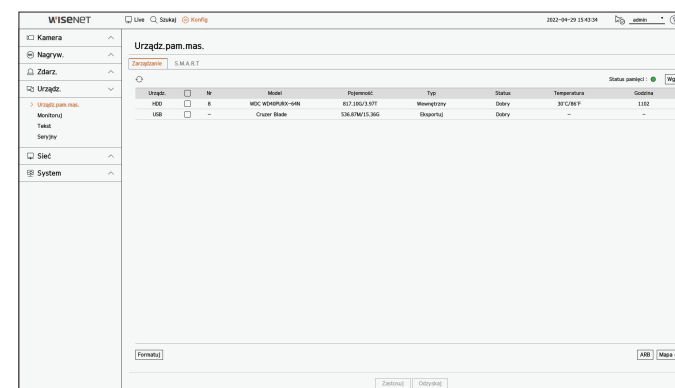 WISENET Live Szukaj Konfig 2022-04-29 15:43:34 admin
Kamera
Nagryw.
Zdarz.
Urządz.
Urządz.pam.mas.
Monitoruj
Tekst
Seryjny
Sieć
System
Urządz.pam.mas.
Zarządzanie S.M.A.R.T
Status pamięci : Wg
Urządz. Nr Model Pojemność Typ Status Temperatura Godzina
HDD 8 WDC WD40PURX-64N 817.10G/3.97T Wewnętrzny Dobry 30°C/86°F 1102
USB - Cruzer Blade 536.87M/15.36G Eksportuj Dobry - -
Formatuj ARB Mapa
Zastosuj Odzyskaj